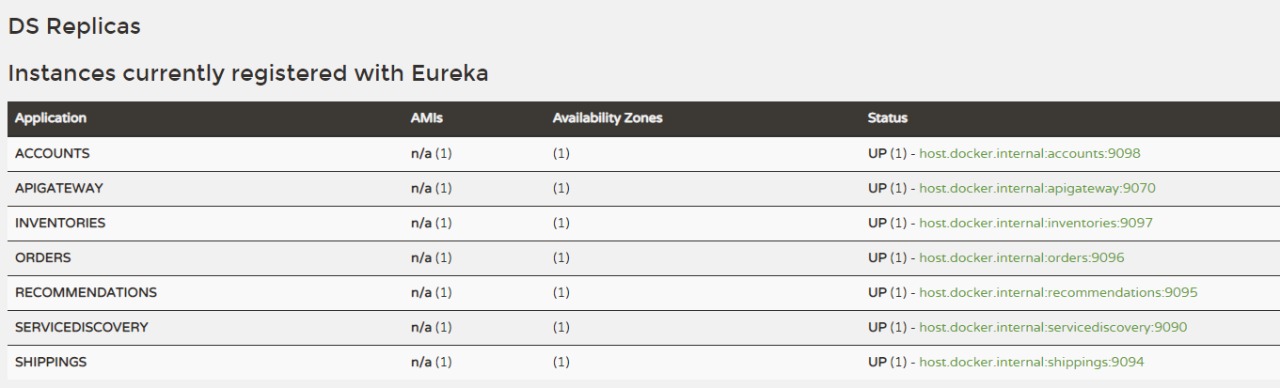 DS Replicas
Instances currently registered with Eureka
Application AMIs Availability Zones Status
ACCOUNTS n/a (1) (1) UP (1) - host.docker.internal:accounts:9098
APIGATEWAY n/a (1) (1) UP (1) - host.docker.internal:apigateway:9070
INVENTORIES n/a (1) (1) UP (1) - host.docker.internal:inventories:9097
ORDERS n/a (1) (1) UP (1) - host.docker.internal:orders:9096
RECOMMENDATIONS n/a (1) (1) UP (1) - host.docker.internal:recommendations:9095
SERVICEDISCOVERY n/a (1) (1) UP (1) - host.docker.internal:servicediscovery:9090
SHIPPINGS n/a (1) (1) UP (1) - host.docker.internal:shippings:9094